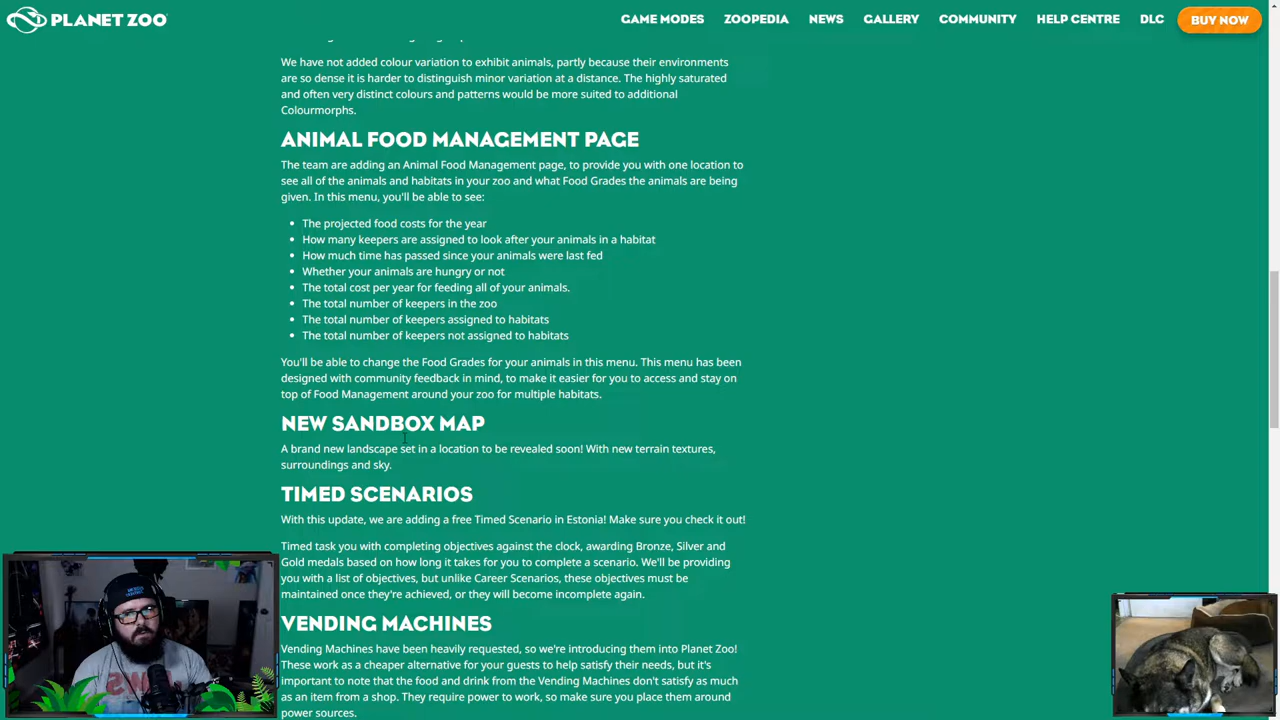 PLANET ZOO
GAME MODES ZOOPEDIA NEWS GALLERY COMMUNITY HELP CENTRE DLC BUY NOW
We have not added colour variation to exhibit animals, partly because their environments
are so dense it is harder to distinguish minor variation at a distance. The highly saturated
and often very distinct colours and patterns would be more suited to additional
Colourmorphs.
ANIMAL FOOD MANAGEMENT PAGE
The team are adding an Animal Food Management page, to provide you with one location to
see all of the animals and habitats in your zoo and what Food Grades the animals are being
given. In this menu, you'll be able to see:
• The projected food costs for the year
• How many keepers are assigned to look after your animals in a habitat
• How much time has passed since your animals were last fed
• Whether your animals are hungry or not
• The total cost per year for feeding all of your animals.
• The total number of keepers in the zoo
• The total number of keepers assigned to habitats
• The total number of keepers not assigned to habitats
You'll be able to change the Food Grades for your animals in this menu. This menu has been
designed with community feedback in mind, to make it easier for you to access and stay on
top of Food Management around your zoo for multiple habitats.
NEW SANDBOX MAP
A brand new landscape set in a location to be revealed soon! With new terrain textures,
surroundings and sky.
TIMED SCENARIOS
With this update, we are adding a free Timed Scenario in Estonia! Make sure you check it out!
Timed task you with completing objectives against the clock, awarding Bronze, Silver and
Gold medals based on how long it takes for you to complete a scenario. We'll be providing
you with a list of objectives, but unlike Career Scenarios, these objectives must be
maintained once they're achieved, or they will become incomplete again.
VENDING MACHINES
Vending Machines have been heavily requested, so we're introducing them into Planet Zoo!
These work as a cheaper alternative for your guests to help satisfy their needs, but it's
important to note that the food and drink from the Vending Machines don't satisfy as much
as an item from a shop. They require power to work, so make sure you place them around
power sources.